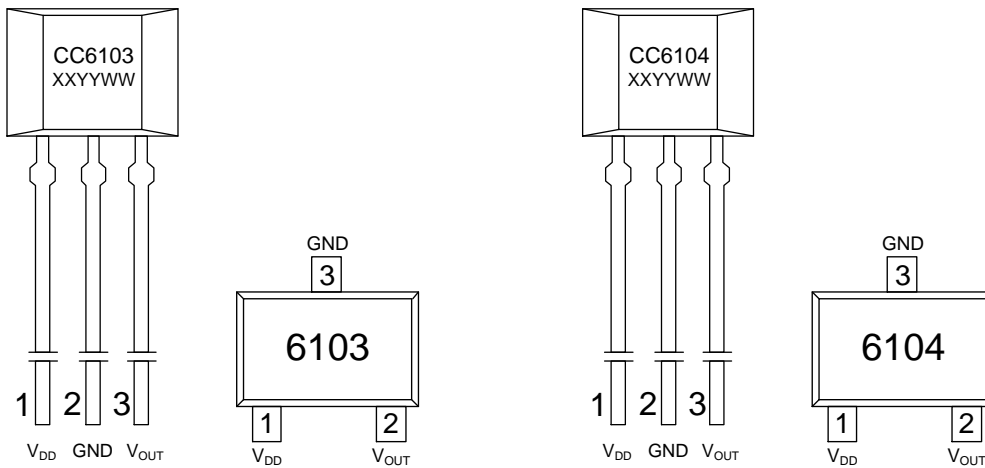 CC6103
XXYYWW
1 2 3
VDD GND VOUT
GND
3
6103
1 2
VDD VOUT
CC6104
XXYYWW
1 2 3
VDD GND VOUT
GND
3
6104
1 2
VDD VOUT